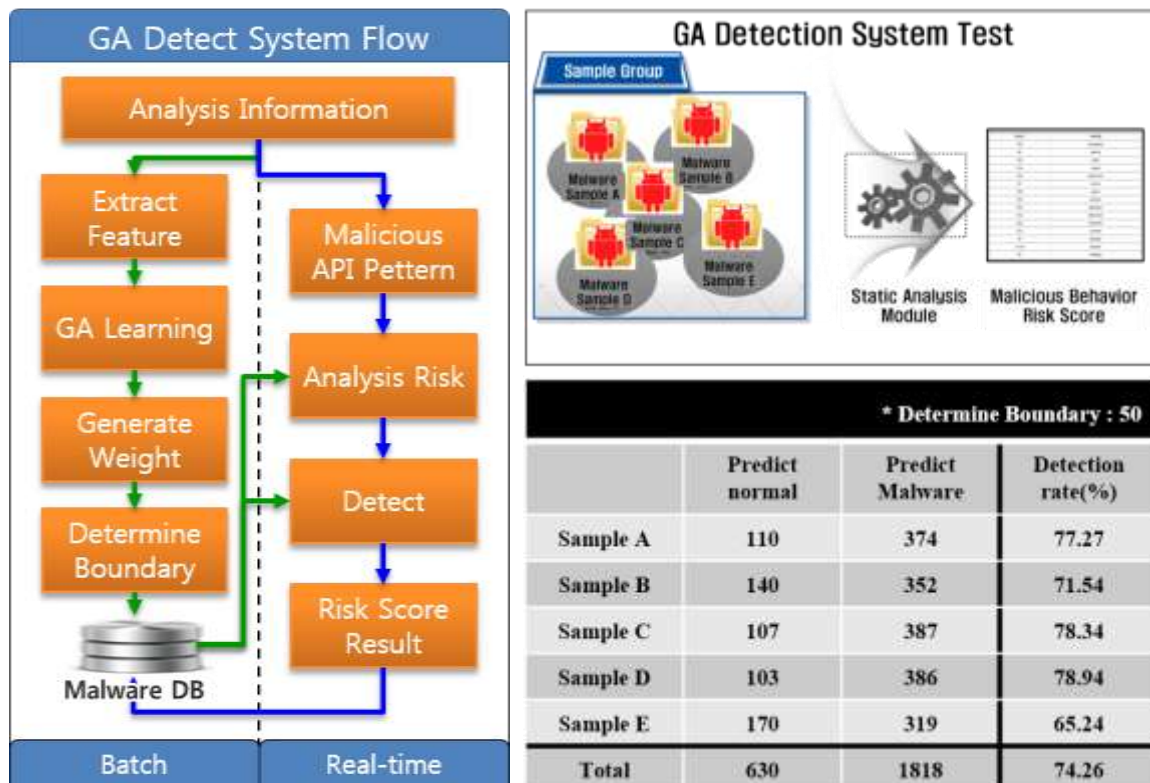 GA Detect System Flow
Analysis Information
Extract
Feature
GA Learning
Generate
Weight
Determine
Boundary
Malware DB
Malicious
API Pettern
Analysis Risk
Detect
Risk Score
Result
Batch
Real-time
GA Detection System Test
Sample Group
Malware
Sample A
Malware
Sample B
Malware
Sample C
Malware
Sample D
Malware
Sample E
Static Analysis
Module
Malicious Behavior
Risk Score
* Determine Boundary : 50
Predict normal Predict Malware Detection rate(%)
Sample A 110 374 77.27
Sample B 140 352 71.54
Sample C 107 387 78.34
Sample D 103 386 78.94
Sample E 170 319 65.24
Total 630 1818 74.26